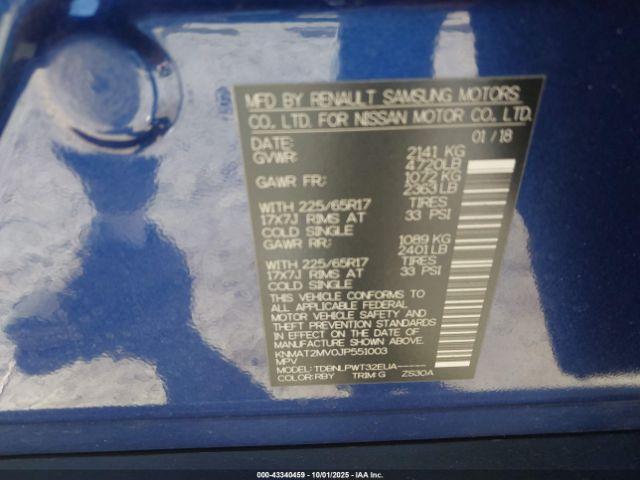 MFD BY RENAULT SAMSUNG MOTORS
CO., LTD. FOR NISSAN MOTOR CO., LTD.
DATE: 01/18
GVWR: 2141 KG
4720LB
GAWR FR: 1072 KG
2363 LB
WITH 225/65R17 TIRES
17X7J RIMS AT 33 PSI
COLD SINGLE
GAWR RR: 1089 KG
2401 LB
WITH 225/65R17 TIRES
17X7J RIMS AT 33 PSI
COLD SINGLE
THIS VEHICLE CONFORMS TO
ALL APPLICABLE FEDERAL
MOTOR VEHICLE SAFETY AND
THEFT PREVENTION STANDARDS
IN EFFECT ON THE DATE OF
MANUFACTURE SHOWN ABOVE.
KNMAT2MV0JP551003
MPV
MODEL: TDBNLPWT32EUA-----
COLOR: RBY TRIM: G ZS30A
000-43340459 - 10/01/2025 - IAA Inc.